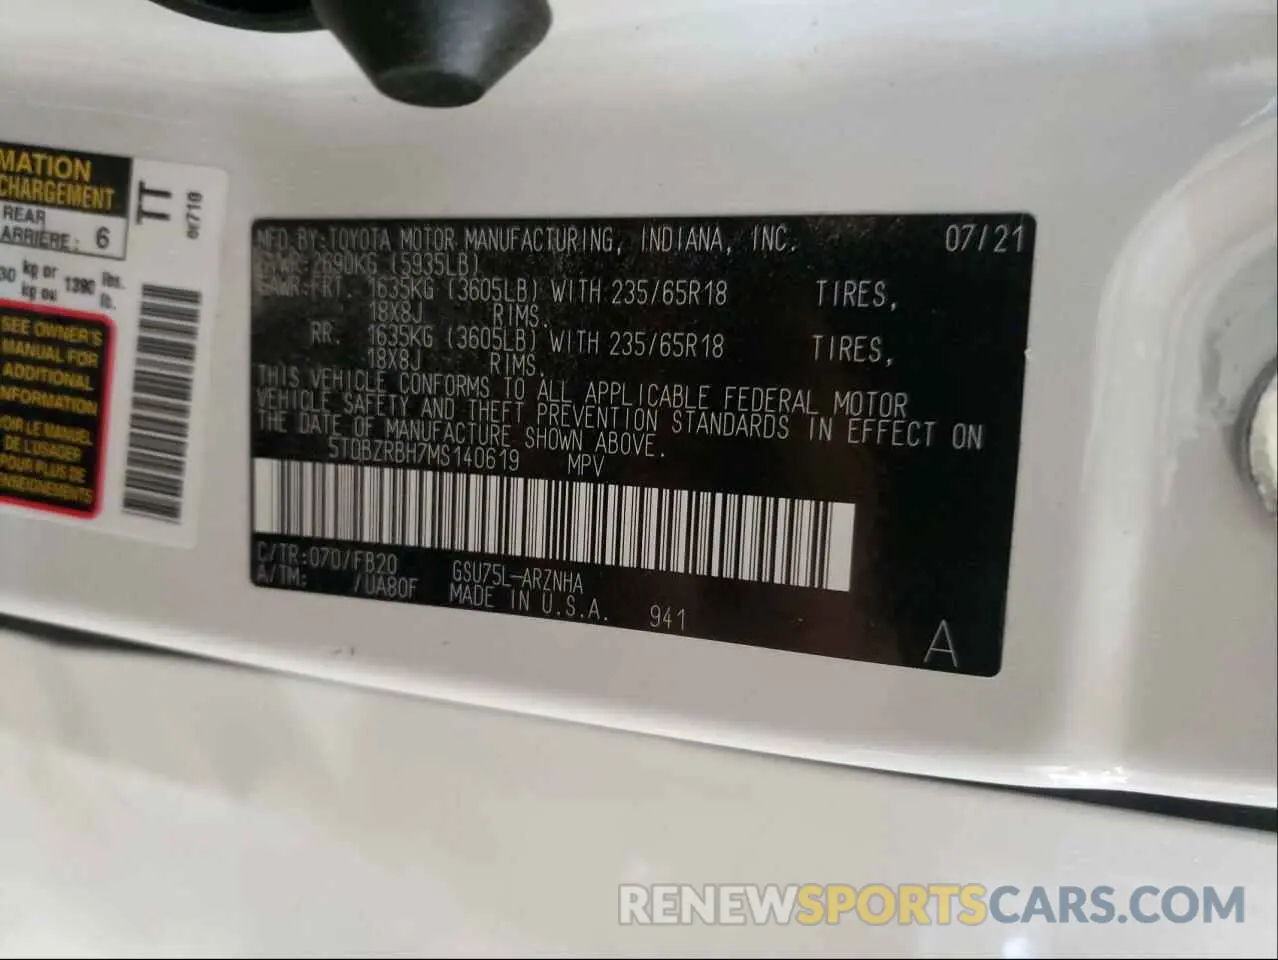 MATION
CHARGEMENT
REAR
ARRIERE: 6
30 kg or 1390 lbs.
kg ou lb.
SEE OWNER'S
MANUAL FOR
ADDITIONAL
INFORMATION
VOIR LE MANUEL
DE L'USAGER
POUR PLUS DE
RENSEIGNEMENTS
TT
MFD BY:TOYOTA MOTOR MANUFACTURING, INDIANA, INC. 07/21
GVWR:2690KG (5935LB)
GAWR:FRT. 1635KG (3605LB) WITH 235/65R18 TIRES,
18X8J RIMS.
RR. 1635KG (3605LB) WITH 235/65R18 TIRES,
18X8J RIMS.
THIS VEHICLE CONFORMS TO ALL APPLICABLE FEDERAL MOTOR
VEHICLE SAFETY AND THEFT PREVENTION STANDARDS IN EFFECT ON
THE DATE OF MANUFACTURE SHOWN ABOVE.
5TDBZRBH7MS140619 MPV
C/TR:070/FB20 GSU75L-ARZNHA
A/TM: /UA80F MADE IN U.S.A. 941
A
RENEWSPORTSCARS.COM